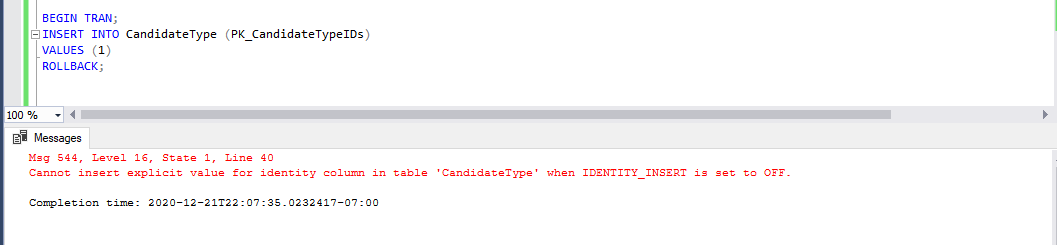 BEGIN TRAN;
INSERT INTO CandidateType (PK_CandidateTypeIDs)
VALUES (1)
ROLLBACK;
100 %
Messages
Msg 544, Level 16, State 1, Line 40
Cannot insert explicit value for identity column in table 'CandidateType' when IDENTITY_INSERT is set to OFF.
Completion time: 2020-12-21T22:07:35.0232417-07:00